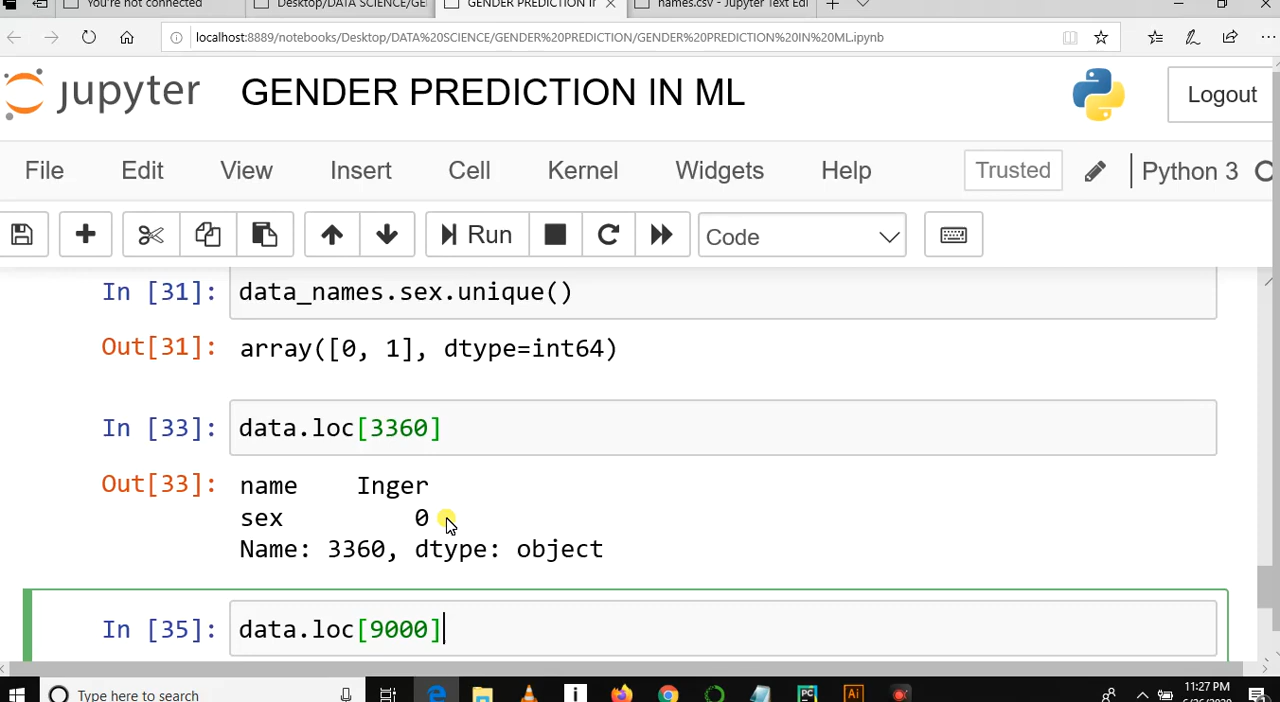 You're not connected
Desktop/DATA SCIENCE/GE
GENDER PREDICTION IN
names.csv - Jupyter Text Edi
localhost:8889/notebooks/Desktop/DATA%20SCIENCE/GENDER%20PREDICTION/GENDER%20PREDICTION%20IN%20ML.ipynb
jupyter GENDER PREDICTION IN ML Logout
File Edit View Insert Cell Kernel Widgets Help Trusted Python 3
Run Code
In [31]: data_names.sex.unique()
Out[31]: array([0, 1], dtype=int64)
In [33]: data.loc[3360]
Out[33]: name Inger
sex 0
Name: 3360, dtype: object
In [35]: data.loc[9000]
Type here to search PC Ai 11:27 PM